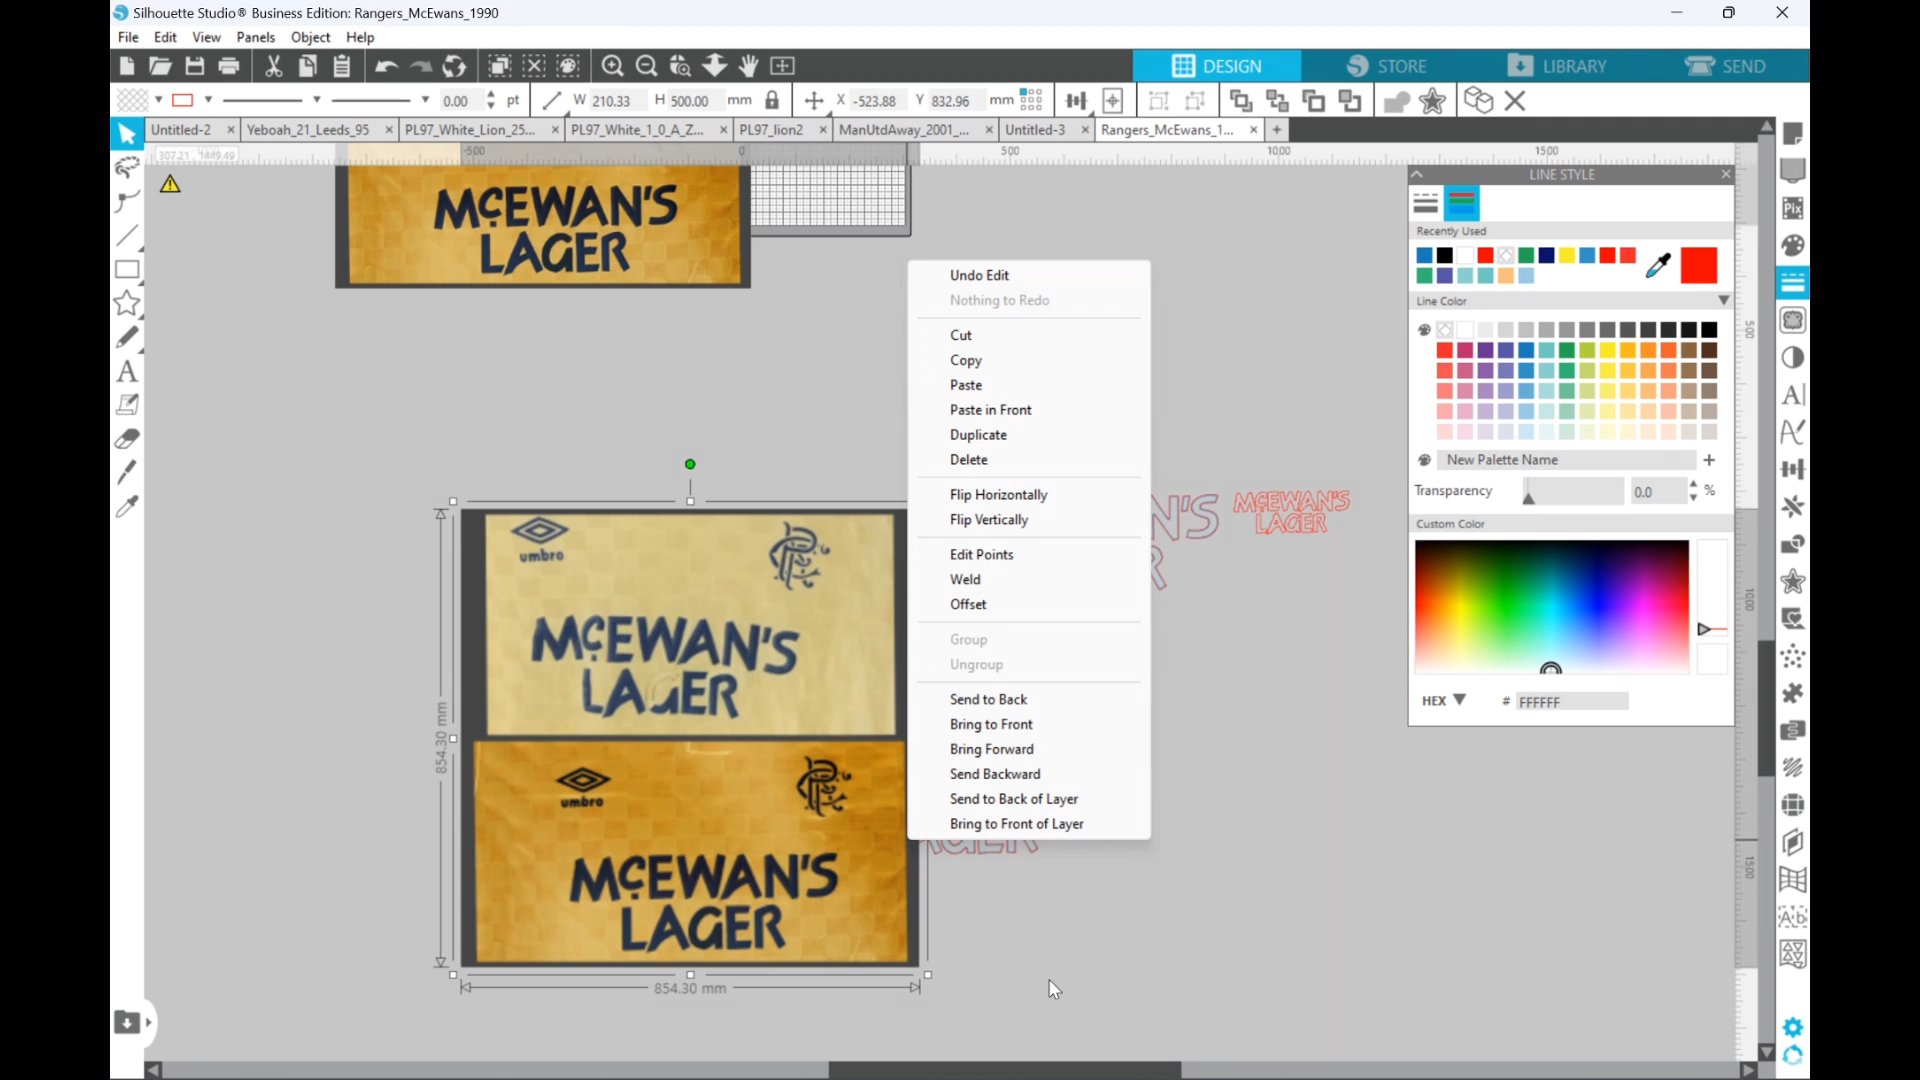 Silhouette Studio® Business Edition: Rangers_McEwans_1990
File Edit View Panels Object Help
DESIGN STORE LIBRARY SEND
0.00 pt W 210.33 H 500.00 mm X -523.88 Y 832.96 mm
Untitled-2 Yeboah_21_Leeds_95 PL97_White_Lion_25... PL97_White_1_0_A_Z... PL97_lion2 ManUtdAway_2001_... Untitled-3 Rangers_McEwans_1...
-500 0 500 1000 1500
MCEWAN'S
LAGER
LINE STYLE
Recently Used
Line Color
New Palette Name
Transparency 0.0 %
Custom Color
HEX # FFFFFF
Undo Edit
Nothing to Redo
Cut
Copy
Paste
Paste in Front
Duplicate
Delete
Flip Horizontally
Flip Vertically
Edit Points
Weld
Offset
Group
Ungroup
Send to Back
Bring to Front
Bring Forward
Send Backward
Send to Back of Layer
Bring to Front of Layer
MCEWAN'S
LAGER
umbro
MCEWAN'S
LAGER
umbro
MCEWAN'S
LAGER
854.30 mm
854.30 mm
500
1000
1500
Pix